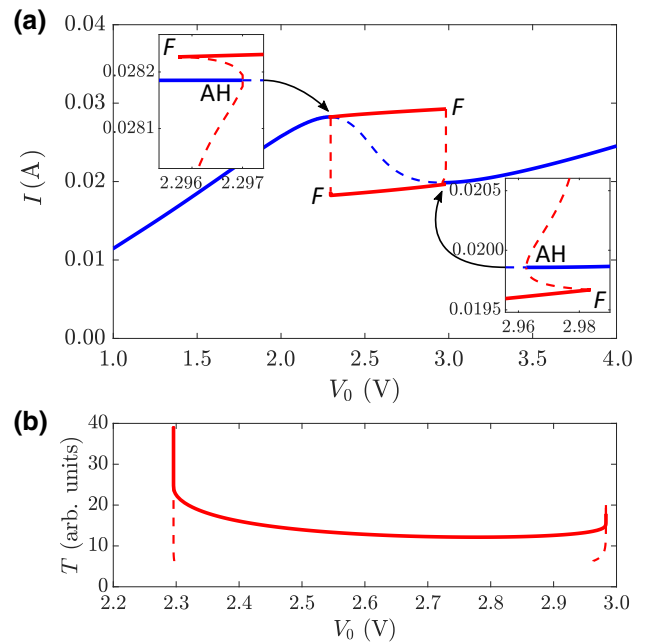 (a)
0.04
0.03
0.02
0.01
0.00
I (A)
1.0 1.5 2.0 2.5 3.0 3.5 4.0
V₀ (V)
F
F
F
0.0282
0.0281
2.296 2.297
F
AH
0.0205
0.0200
0.0195
2.96 2.98
AH
F
(b)
40
30
20
10
0
T (arb. units)
2.2 2.3 2.4 2.5 2.6 2.7 2.8 2.9 3.0
V₀ (V)